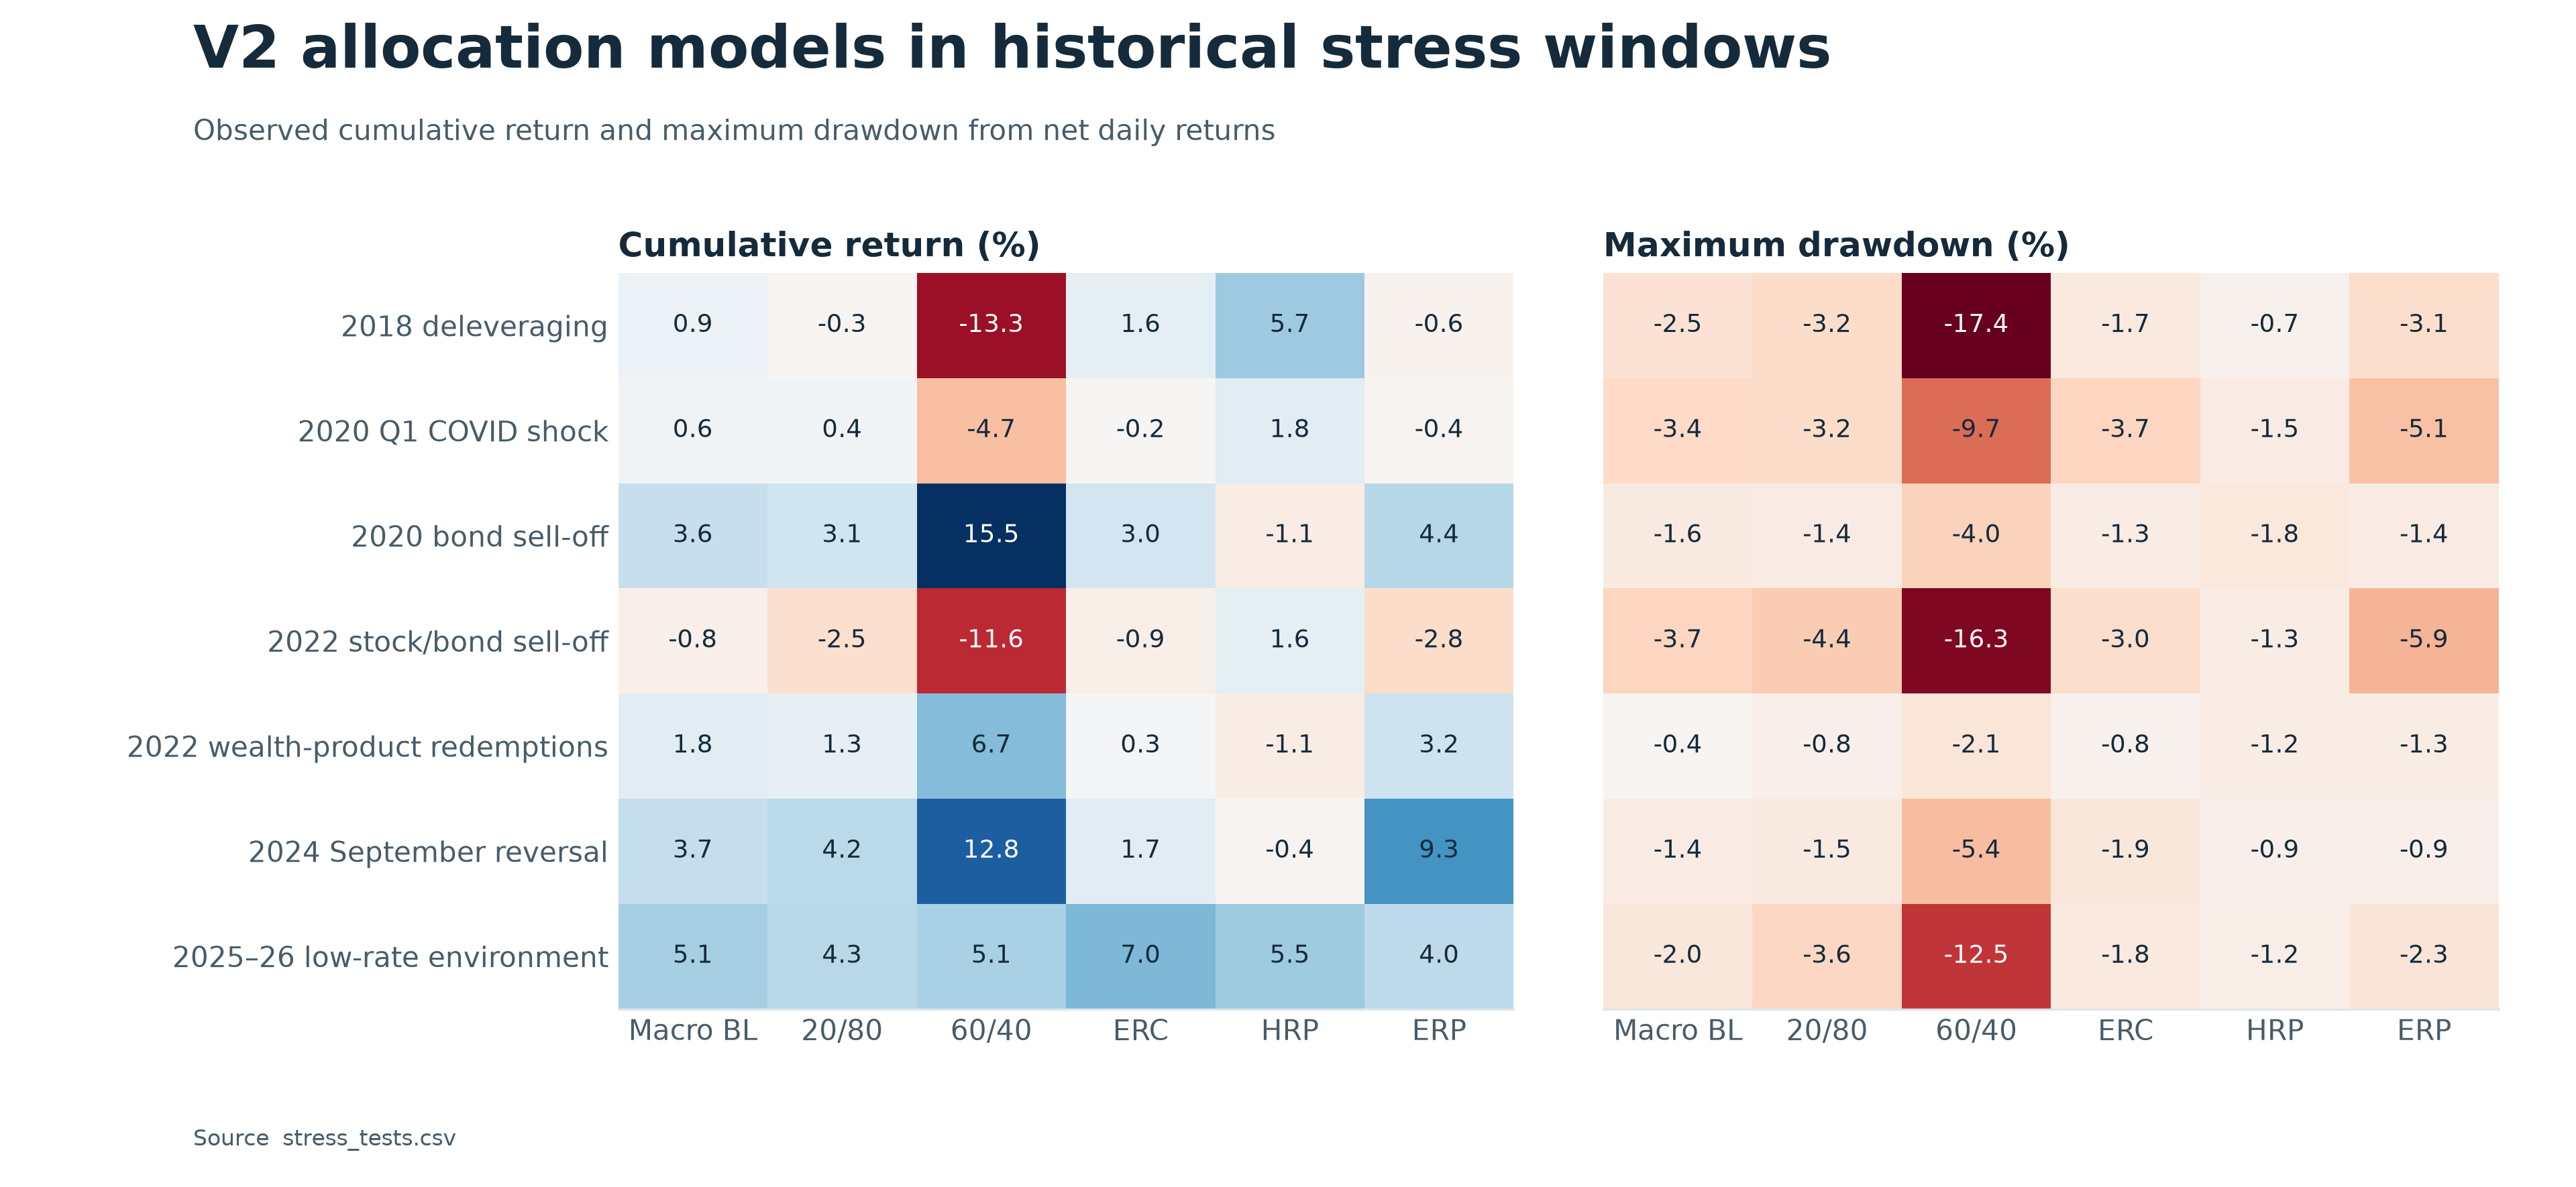 V2 allocation models in historical stress windows
Observed cumulative return and maximum drawdown from net daily returns
Cumulative return (%)
Maximum drawdown (%)
2018 deleveraging 0.9 -0.3 -13.3 1.6 5.7 -0.6 -2.5 -3.2 -17.4 -1.7 -0.7 -3.1
2020 Q1 COVID shock 0.6 0.4 -4.7 -0.2 1.8 -0.4 -3.4 -3.2 -9.7 -3.7 -1.5 -5.1
2020 bond sell-off 3.6 3.1 15.5 3.0 -1.1 4.4 -1.6 -1.4 -4.0 -1.3 -1.8 -1.4
2022 stock/bond sell-off -0.8 -2.5 -11.6 -0.9 1.6 -2.8 -3.7 -4.4 -16.3 -3.0 -1.3 -5.9
2022 wealth-product redemptions 1.8 1.3 6.7 0.3 -1.1 3.2 -0.4 -0.8 -2.1 -0.8 -1.2 -1.3
2024 September reversal 3.7 4.2 12.8 1.7 -0.4 9.3 -1.4 -1.5 -5.4 -1.9 -0.9 -0.9
2025–26 low-rate environment 5.1 4.3 5.1 7.0 5.5 4.0 -2.0 -3.6 -12.5 -1.8 -1.2 -2.3
Macro BL 20/80 60/40 ERC HRP ERP Macro BL 20/80 60/40 ERC HRP ERP
Source stress_tests.csv